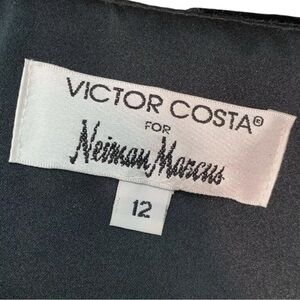 VICTOR COSTA®
FOR
Neiman Marcus
12